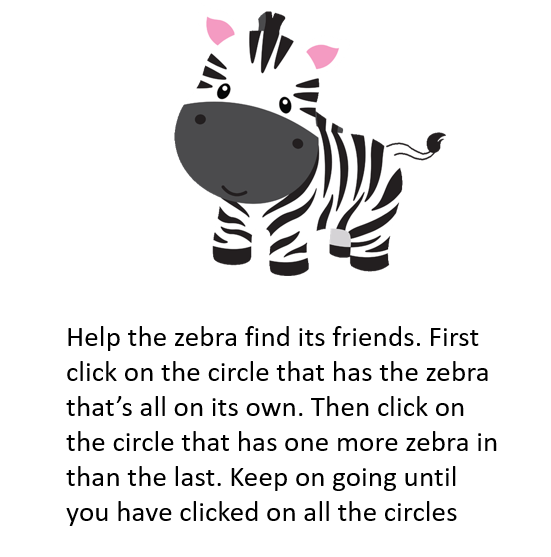 Help the zebra find its friends. First
click on the circle that has the zebra
that’s all on its own. Then click on
the circle that has one more zebra in
than the last. Keep on going until
you have clicked on all the circles